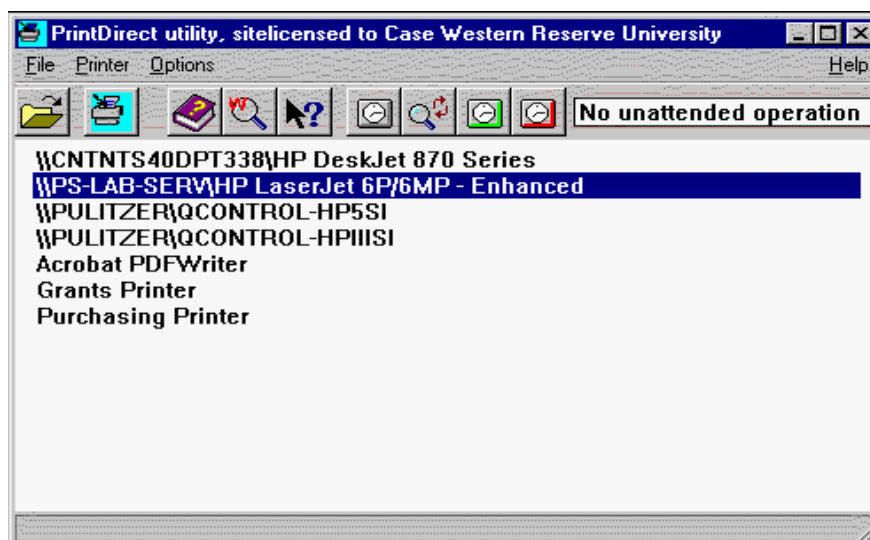 PrintDirect utility, sitelicensed to Case Western Reserve University
File Printer Options Help
No unattended operation
\\CNTNTS40DPT338\HP DeskJet 870 Series
\\PS-LAB-SERV\HP LaserJet 6P/6MP - Enhanced
\\PULITZER\QCONTROL-HP5SI
\\PULITZER\QCONTROL-HPIIISI
Acrobat PDFWriter
Grants Printer
Purchasing Printer